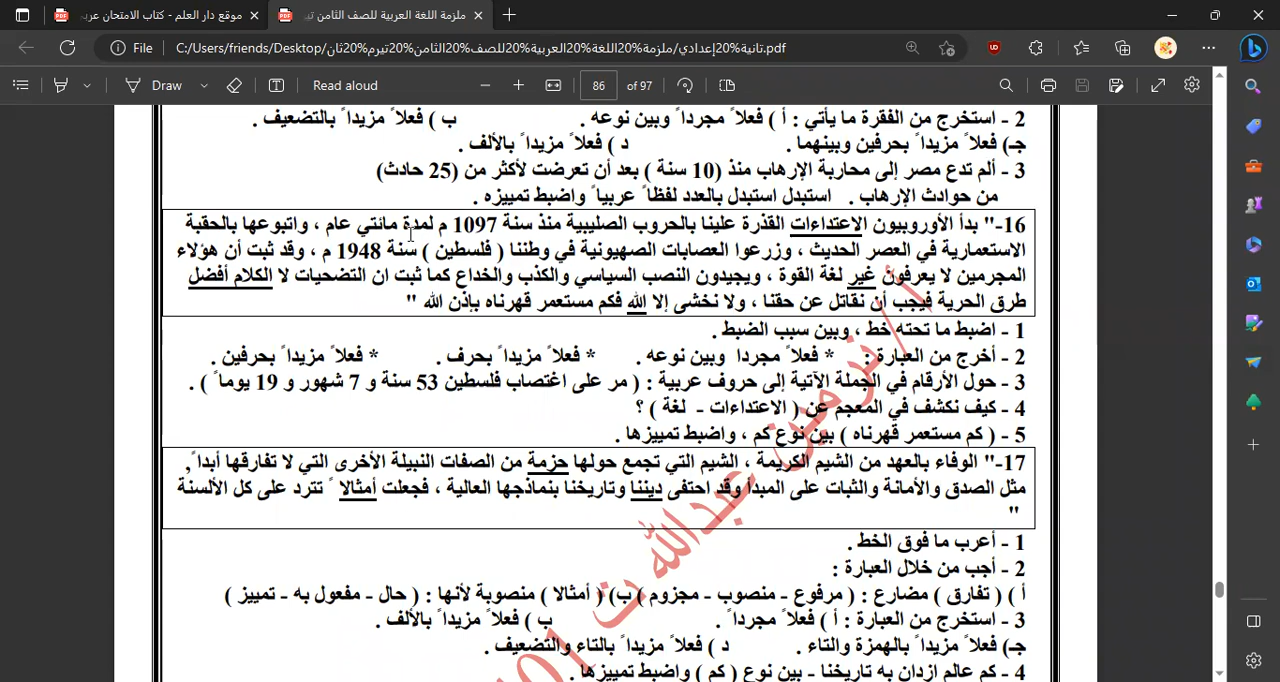 موقع دار العلم - كتاب الامتحان عرب
ملزمة اللغة العربية للصف الثامن تي
File
C:/Users/friends/Desktop/تانية%20إعدادي/ملزمة%20اللغة%20العربية%20للصف%20الثامن%20تيرم%20ثان.pdf
Draw
Read aloud
86
of 97
2 - استخرج من الفقرة ما يأتي : أ ) فعلاً مجرداً وبين نوعه . ب ) فعلاً مزيداً بالتضعيف .
جـ) فعلاً مزيداً بحرفين وبينهما . د ) فعلاً مزيداً بالألف .
3 - ألم تدع مصر إلى محاربة الإرهاب منذ (10 سنة ) بعد أن تعرضت لأكثر من (25 حادث)
من حوادث الإرهاب . استبدل استبدل بالعدد لفظاً عربياً واضبط تمييزه .
16-" بدأ الأوروبيون الإعتداءات القذرة علينا بالحروب الصليبية منذ سنة 1097 م لمدة مائتي عام ، واتبوعها بالحقبة
الاستعمارية في العصر الحديث ، وزرعوا العصابات الصهيونية في وطننا ( فلسطين ) سنة 1948 م ، وقد ثبت أن هؤلاء
المجرمين لا يعرفون غير لغة القوة ، ويجيدون النصب السياسي والكذب والخداع كما ثبت ان التضحيات لا الكلام أفضل
طرق الحرية فيجب أن نقاتل عن حقنا ، ولا نخشى إلا الله فكم مستعمر قهرناه بإذن الله "
1 - اضبط ما تحته خط ، وبين سبب الضبط .
2 - أخرج من العبارة : * فعلاً مجردا وبين نوعه . * فعلاً مزيداً بحرف . * فعلاً مزيداً بحرفين .
3 - حول الأرقام في الجملة الآتية إلى حروف عربية : ( مر على اغتصاب فلسطين 53 سنة و 7 شهور و 19 يوماً ) .
4 - كيف نكشف في المعجم عن ( الاعتداءات - لغة ) ؟
5 - ( كم مستعمر قهرناه ) بين نوع كم ، واضبط تمييزها .
17-" الوفاء بالعهد من الشيم الكريمة ، الشيم التي تجمع حولها حزمة من الصفات النبيلة الأخرى التي لا تفارقها أبداً ,
مثل الصدق والأمانة والثبات على المبدأ وقد احتفى ديننا وتاريخنا بنماذجها العالية ، فجعلت أمثالا ً تترد على كل الألسنة
"
1 - أعرب ما فوق الخط .
2 - أجب من خلال العبارة :
أ ) ( تفارق ) مضارع : ( مرفوع - منصوب - مجزوم ) ب) ( أمثالا ) منصوبة لأنها : ( حال - مفعول به - تمييز )
3 - استخرج من العبارة : أ ) فعلاً مجرداً . ب ) فعلاً مزيداً بالألف .
جـ) فعلاً مزيداً بالهمزة والتاء . د ) فعلاً مزيداً بالتاء والتضعيف .
4 - كم عالم ازدان به تاريخنا - بين نوع ( كم ) واضبط تمييزها .
أ/ نرمين عبدالله ت